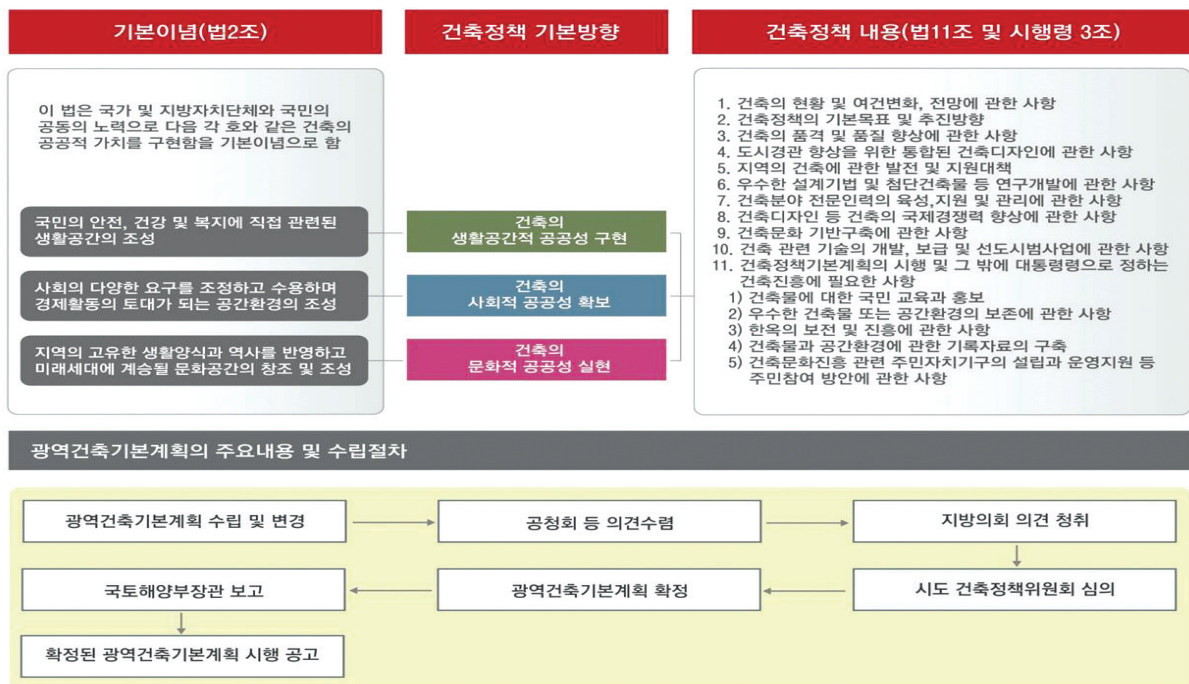 기본이념(법2조)
이 법은 국가 및 지방자치단체와 국민의
공동의 노력으로 다음 각 호와 같은 건축의
공공적 가치를 구현함을 기본이념으로 함
국민의 안전, 건강 및 복지에 직접 관련된
생활공간의 조성
사회의 다양한 요구를 조정하고 수용하며
경제활동의 토대가 되는 공간환경의 조성
지역의 고유한 생활양식과 역사를 반영하고
미래세대에 계승될 문화공간의 창조 및 조성
건축정책 기본방향
건축의
생활공간적 공공성 구현
건축의
사회적 공공성 확보
건축의
문화적 공공성 실현
건축정책 내용(법11조 및 시행령 3조)
1. 건축의 현황 및 여건변화, 전망에 관한 사항
2. 건축정책의 기본목표 및 추진방향
3. 건축의 품격 및 품질 향상에 관한 사항
4. 도시경관 향상을 위한 통합된 건축디자인에 관한 사항
5. 지역의 건축에 관한 발전 및 지원대책
6. 우수한 설계기법 및 첨단건축물 등 연구개발에 관한 사항
7. 건축분야 전문인력의 육성,지원 및 관리에 관한 사항
8. 건축디자인 등 건축의 국제경쟁력 향상에 관한 사항
9. 건축문화 기반구축에 관한 사항
10. 건축 관련 기술의 개발, 보급 및 선도시범사업에 관한 사항
11. 건축정책기본계획의 시행 및 그 밖에 대통령령으로 정하는
건축진흥에 필요한 사항
1) 건축물에 대한 국민 교육과 홍보
2) 우수한 건축물 또는 공간환경의 보존에 관한 사항
3) 한옥의 보전 및 진흥에 관한 사항
4) 건축물과 공간환경에 관한 기록자료의 구축
5) 건축문화진흥 관련 주민자치기구의 설립과 운영지원 등
주민참여 방안에 관한 사항
광역건축기본계획의 주요내용 및 수립절차
광역건축기본계획 수립 및 변경
공청회 등 의견수렴
지방의회 의견 청취
시도 건축정책위원회 심의
광역건축기본계획 확정
국토해양부장관 보고
확정된 광역건축기본계획 시행 공고